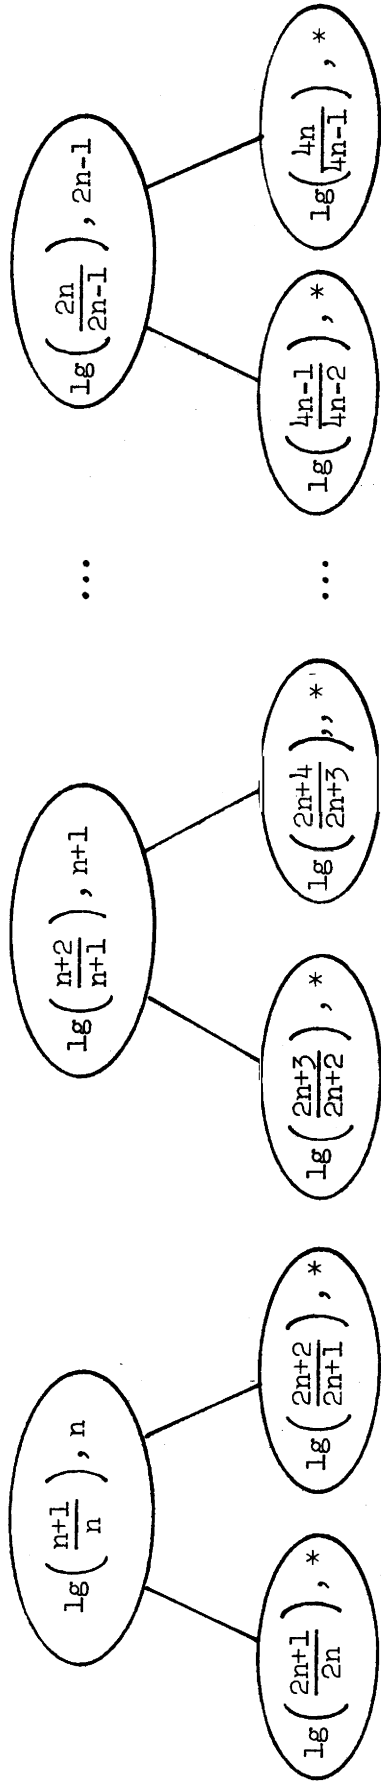 lg((n+1)/n), n
lg((n+2)/(n+1)), n+1
...
lg(2n/(2n-1)), 2n-1
lg((2n+1)/2n), *
lg((2n+2)/(2n+1)), *
lg((2n+3)/(2n+2)), *
lg((2n+4)/(2n+3)),, *
...
lg((4n-1)/(4n-2)), *
lg(4n/(4n-1)), *